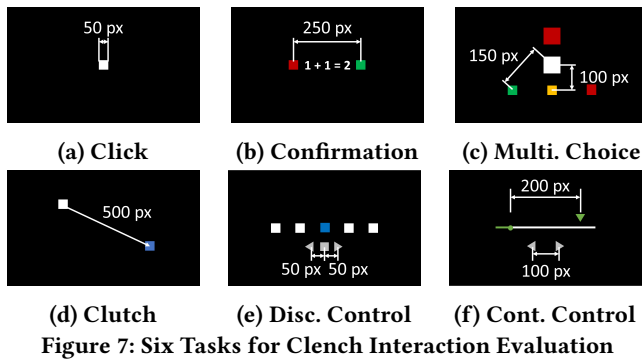 50 px
250 px
1 + 1 = 2
150 px
100 px
(a) Click
(b) Confirmation
(c) Multi. Choice
500 px
50 px
50 px
200 px
100 px
(d) Clutch
(e) Disc. Control
(f) Cont. Control
Figure 7: Six Tasks for Clench Interaction Evaluation